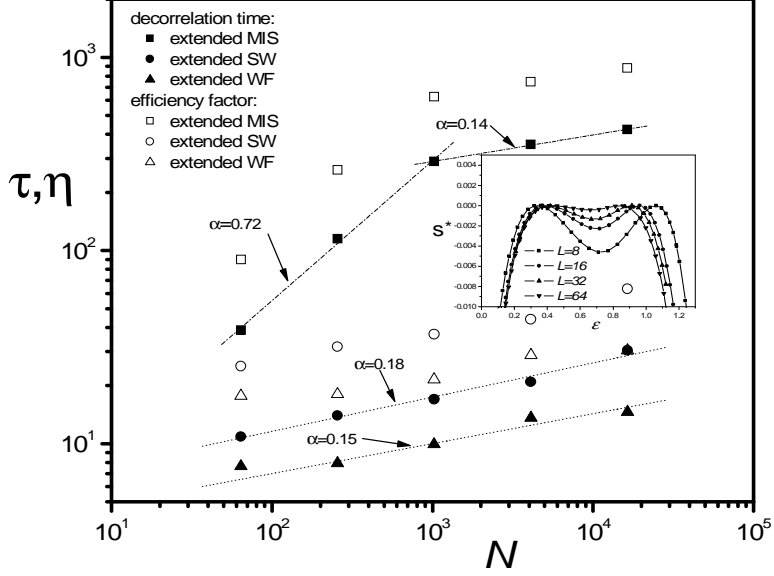 decorrelation time:
extended MIS
extended SW
extended WF
efficiency factor:
extended MIS
extended SW
extended WF
10³
10²
10¹
τ,η
α=0.14
α=0.72
α=0.18
α=0.15
0.004
0.002
0.000
-0.002
-0.004
-0.006
-0.008
-0.010
S*
L=8
L=16
L=32
L=64
0.0 0.2 0.4 0.6 0.8 1.0 1.2
ε
10¹ 10² 10³ 10⁴ 10⁵
N